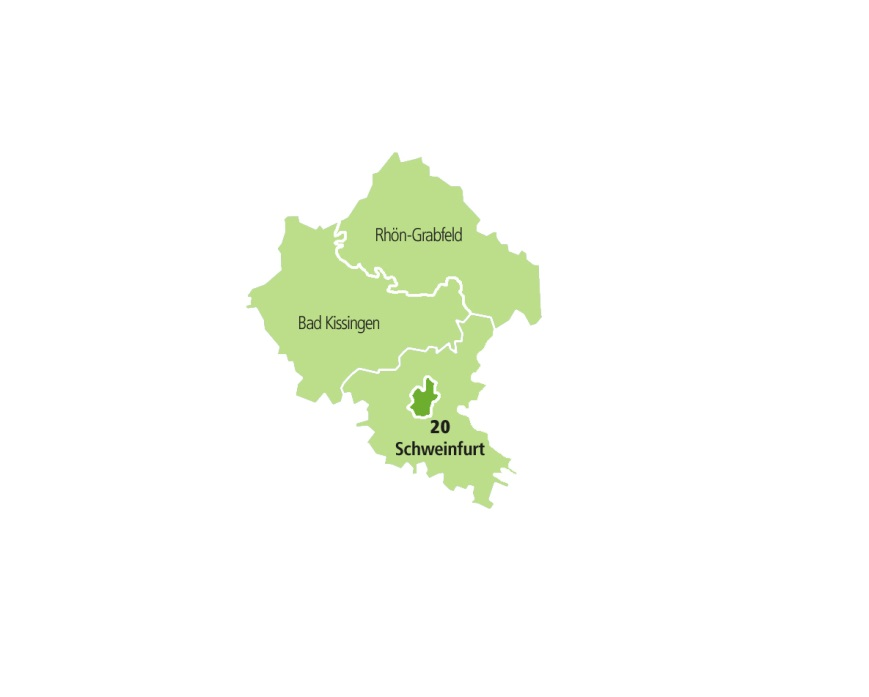 Rhön-Grabfeld
Bad Kissingen
20
Schweinfurt